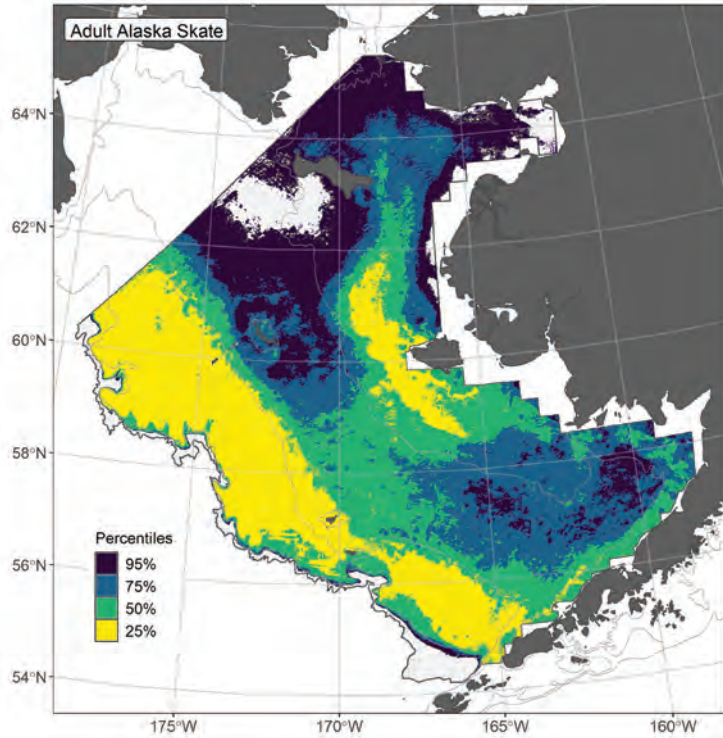 Adult Alaska Skate
64°N
62°N
60°N
58°N
56°N
54°N
Percentiles
95%
75%
50%
25%
175°W
170°W
165°W
160°W